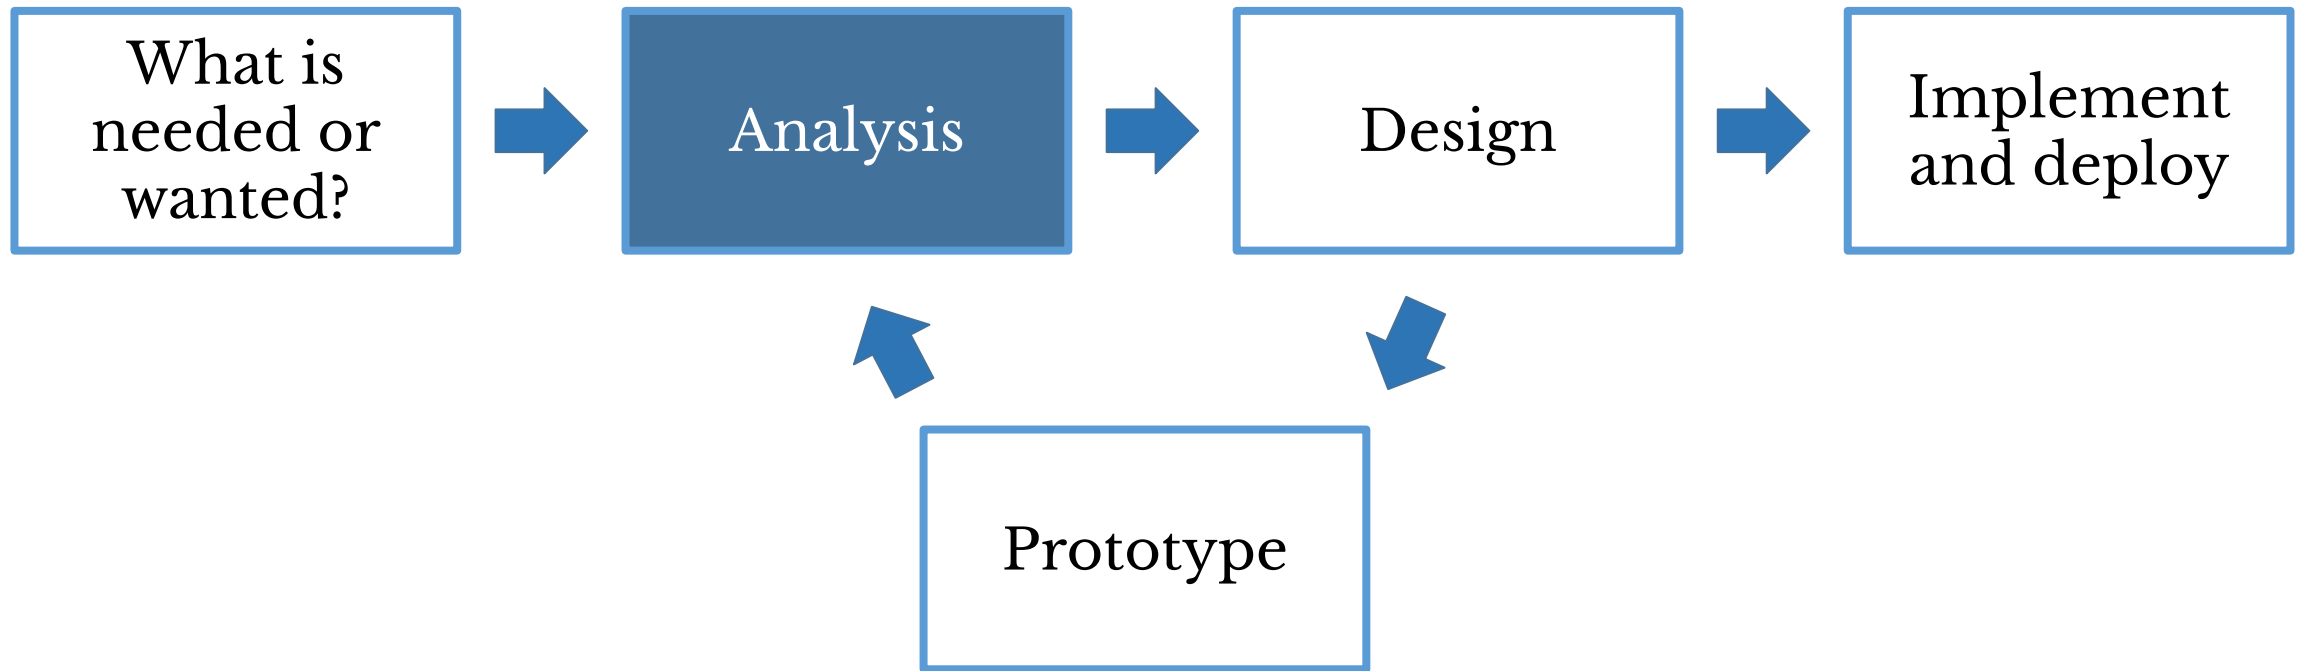 What is
needed or
wanted?
Analysis
Design
Implement
and deploy
Prototype